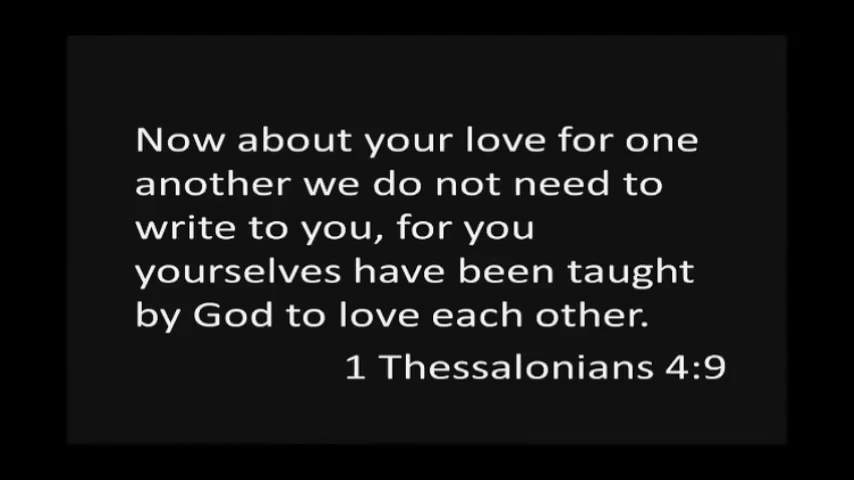 Now about your love for one
another we do not need to
write to you, for you
yourselves have been taught
by God to love each other.
1 Thessalonians 4:9